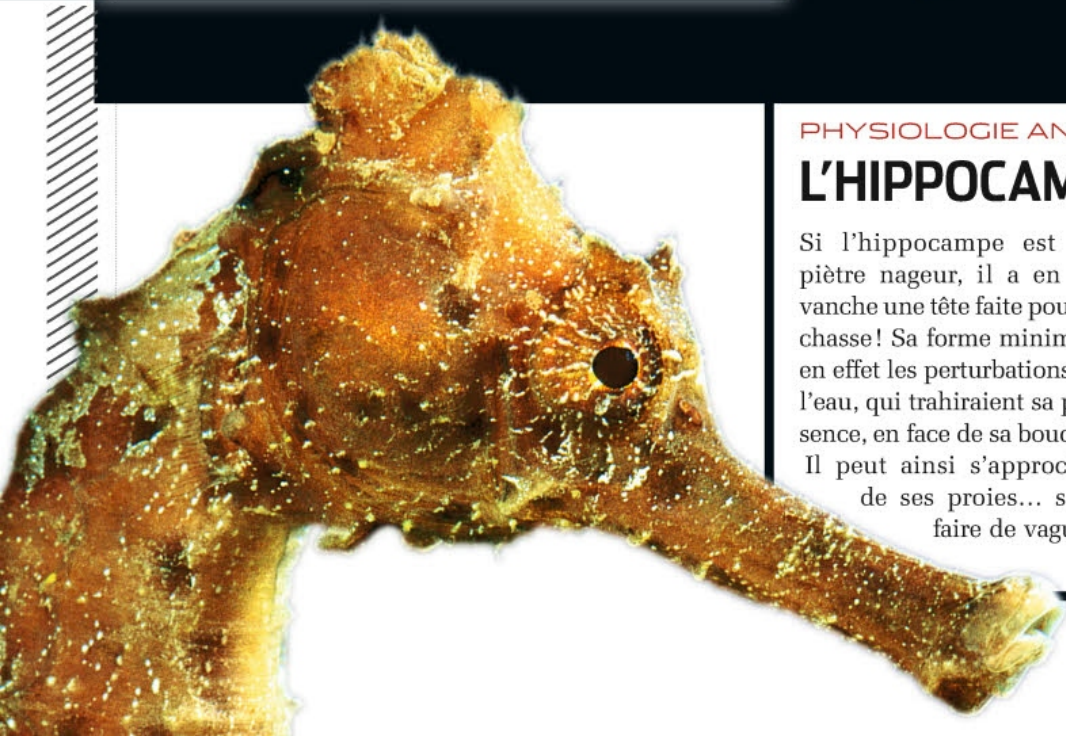 PHYSIOLOGIE AN
L'HIPPOCAM
Si l'hippocampe est
piètre nageur, il a en
vanche une tête faite pou
chasse! Sa forme minim
en effet les perturbations
l'eau, qui trahiraient sa p
sence, en face de sa bouc
Il peut ainsi s'approc
de ses proies... s
faire de vagu